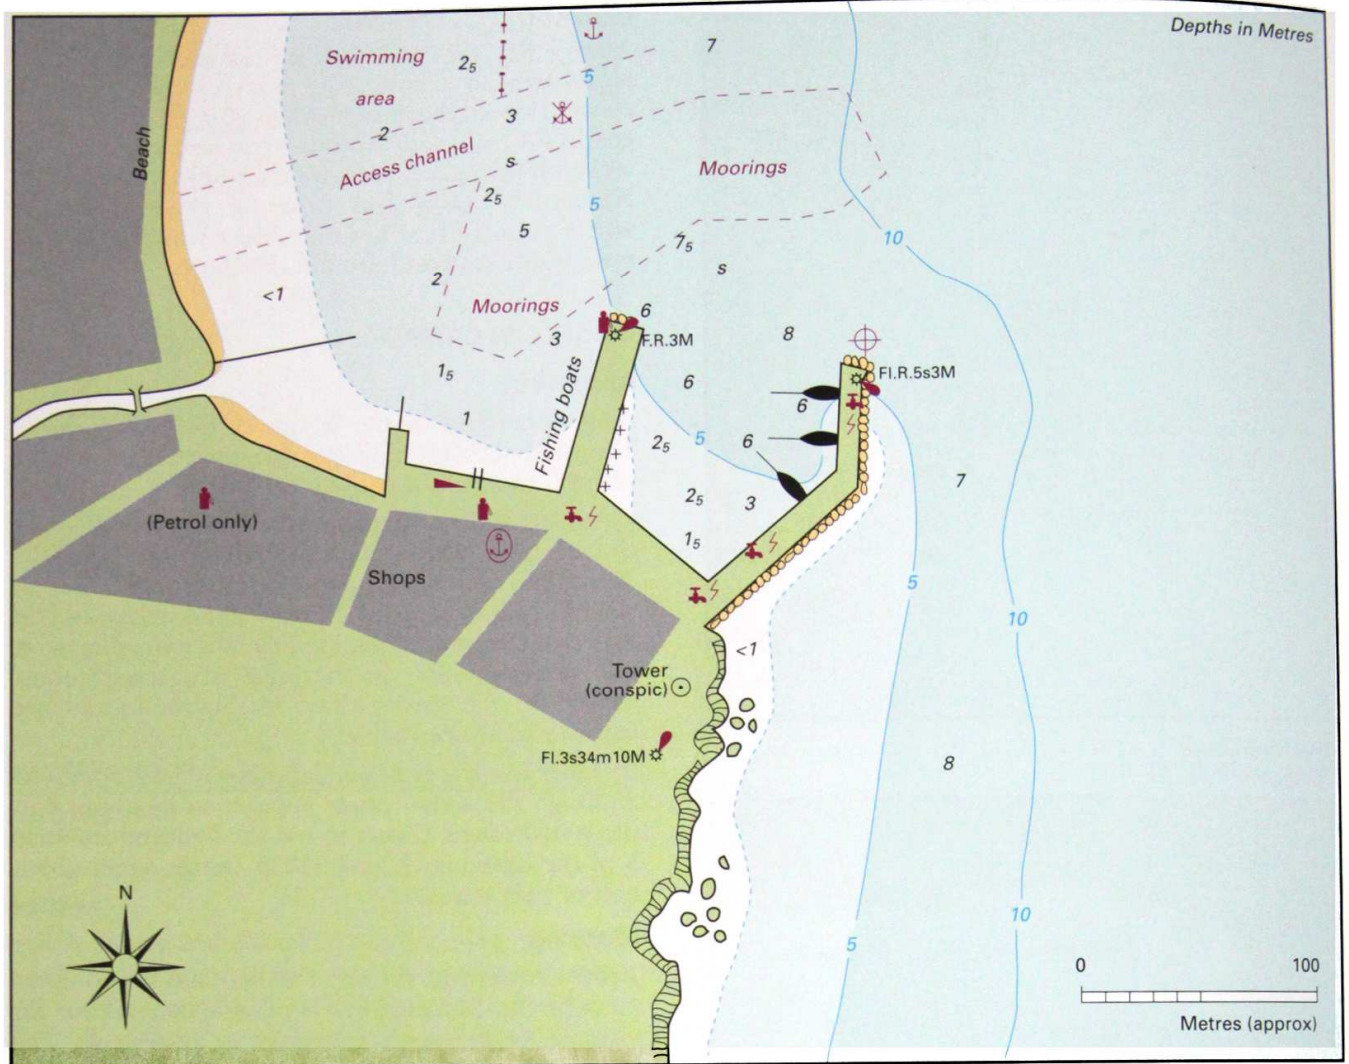 Depths in Metres
Swimming
area
2₅
5
7
2
3
Access channel
s
Beach
Moorings
2₅
5
5
7₅
10
s
<1
2
Moorings
6
3
F.R.3M
8
Fl.R.5s3M
1₅
6
6
1
Fishing boats
2₅
5
6
7
2₅
3
(Petrol only)
1₅
Shops
5
10
<1
Tower
(conspic)
Fl.3s34m10M
8
N
10
5
0 100
Metres (approx)